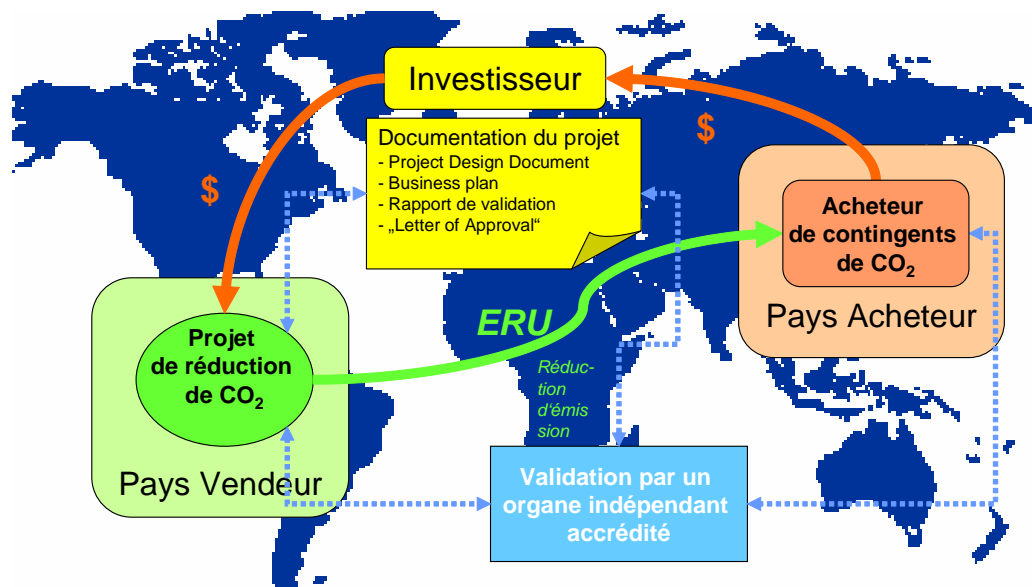 Investisseur
$
$
Documentation du projet
- Project Design Document
- Business plan
- Rapport de validation
- „Letter of Approval“
Acheteur
de contingents
de CO₂
Pays Acheteur
Projet
de réduction
de CO₂
Pays Vendeur
ERU
Réduc-
tion
d'émis
sion
Validation par un
organe indépendant
accrédité